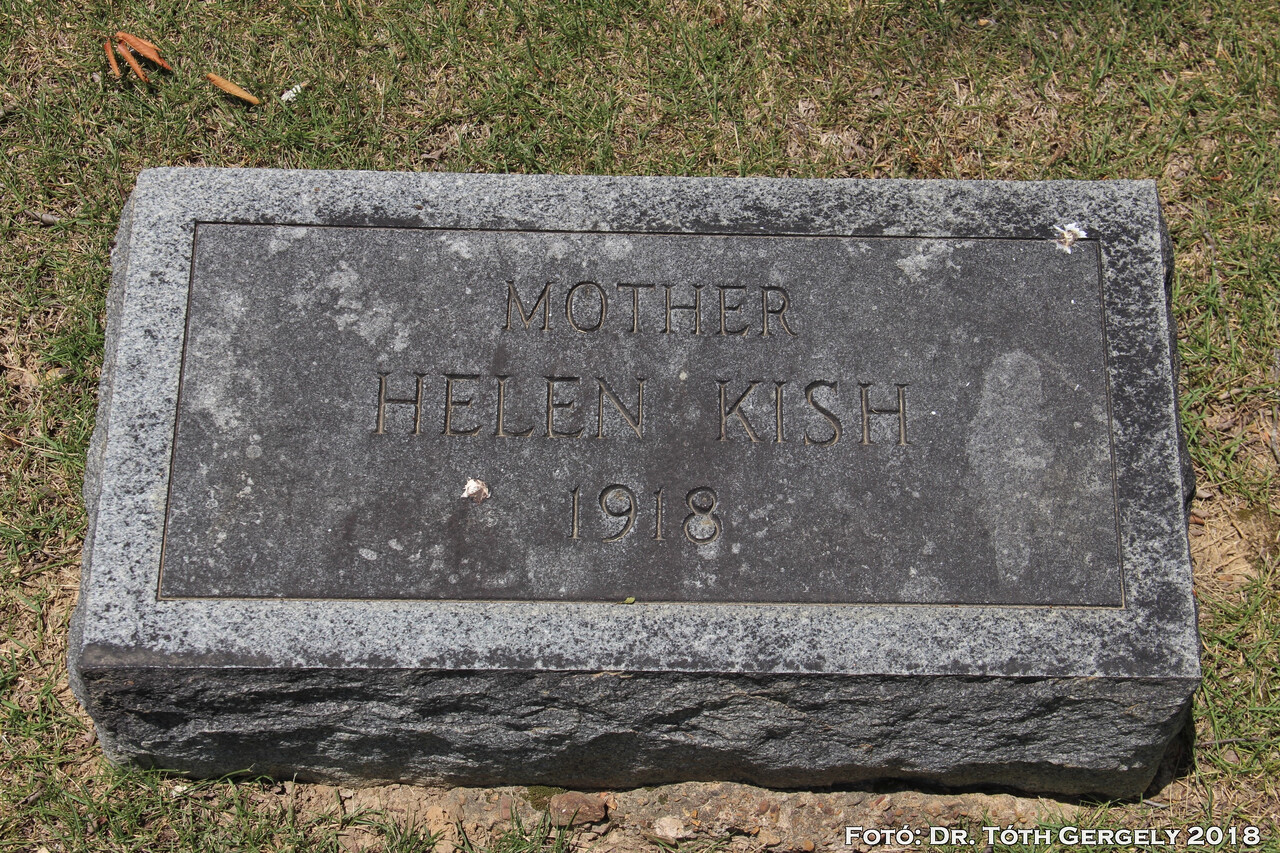 MOTHER
HELEN KISH
1918
FOTÓ: DR. TÓTH GERGELY 2018